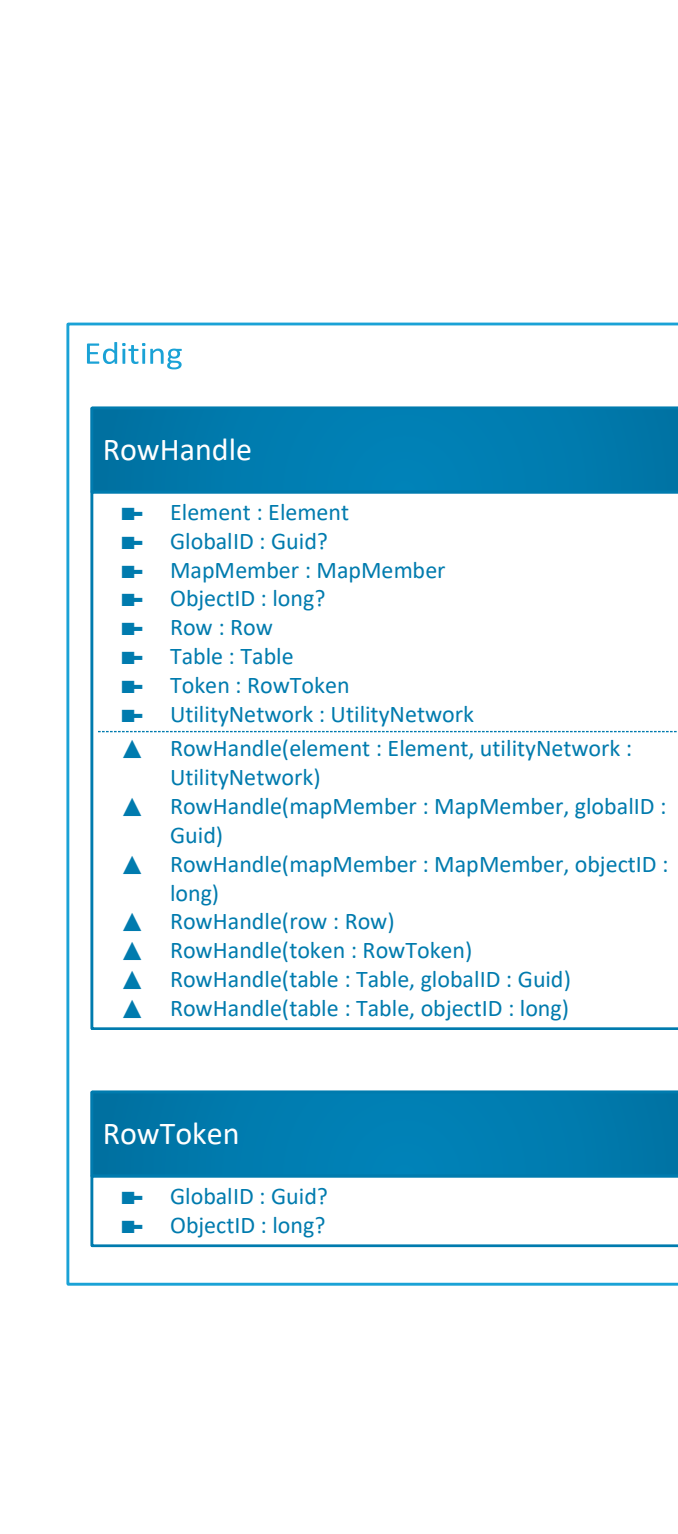 Editing
RowHandle
Element : Element
GlobalID : Guid?
MapMember : MapMember
ObjectID : long?
Row : Row
Table : Table
Token : RowToken
UtilityNetwork : UtilityNetwork
RowHandle(element : Element, utilityNetwork :
UtilityNetwork)
RowHandle(mapMember : MapMember, globalID :
Guid)
RowHandle(mapMember : MapMember, objectID :
long)
RowHandle(row : Row)
RowHandle(token : RowToken)
RowHandle(table : Table, globalID : Guid)
RowHandle(table : Table, objectID : long)
RowToken
GlobalID : Guid?
ObjectID : long?